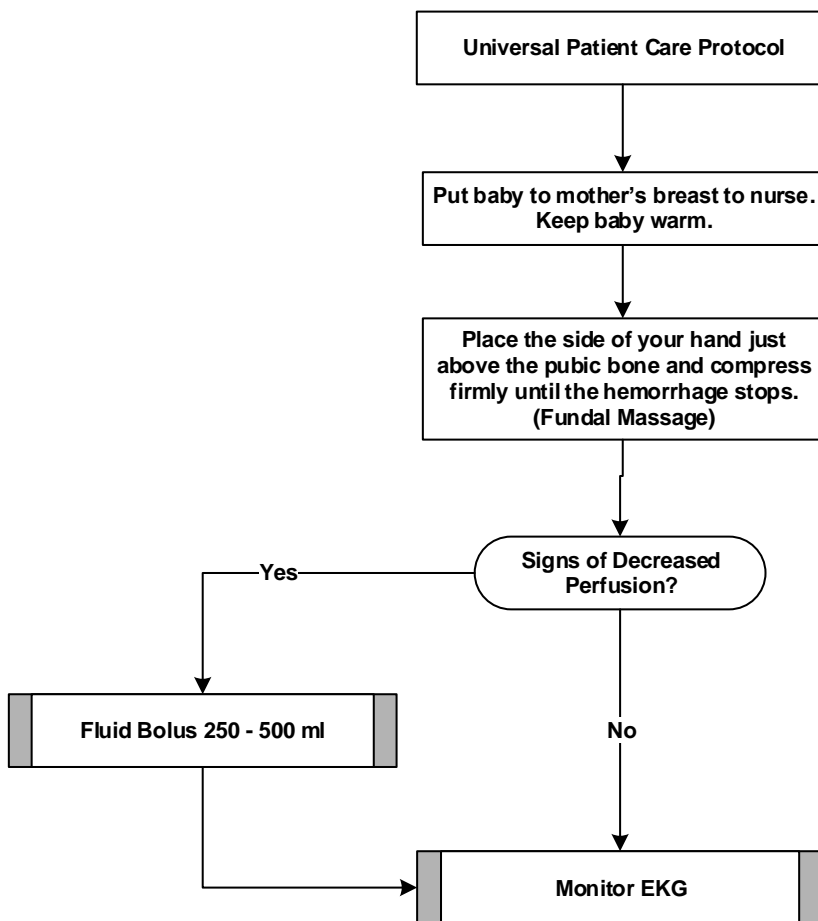 Universal Patient Care Protocol
Put baby to mother’s breast to nurse.
Keep baby warm.
Place the side of your hand just
above the pubic bone and compress
firmly until the hemorrhage stops.
(Fundal Massage)
Signs of Decreased
Perfusion?
Yes
Fluid Bolus 250 - 500 ml
No
Monitor EKG